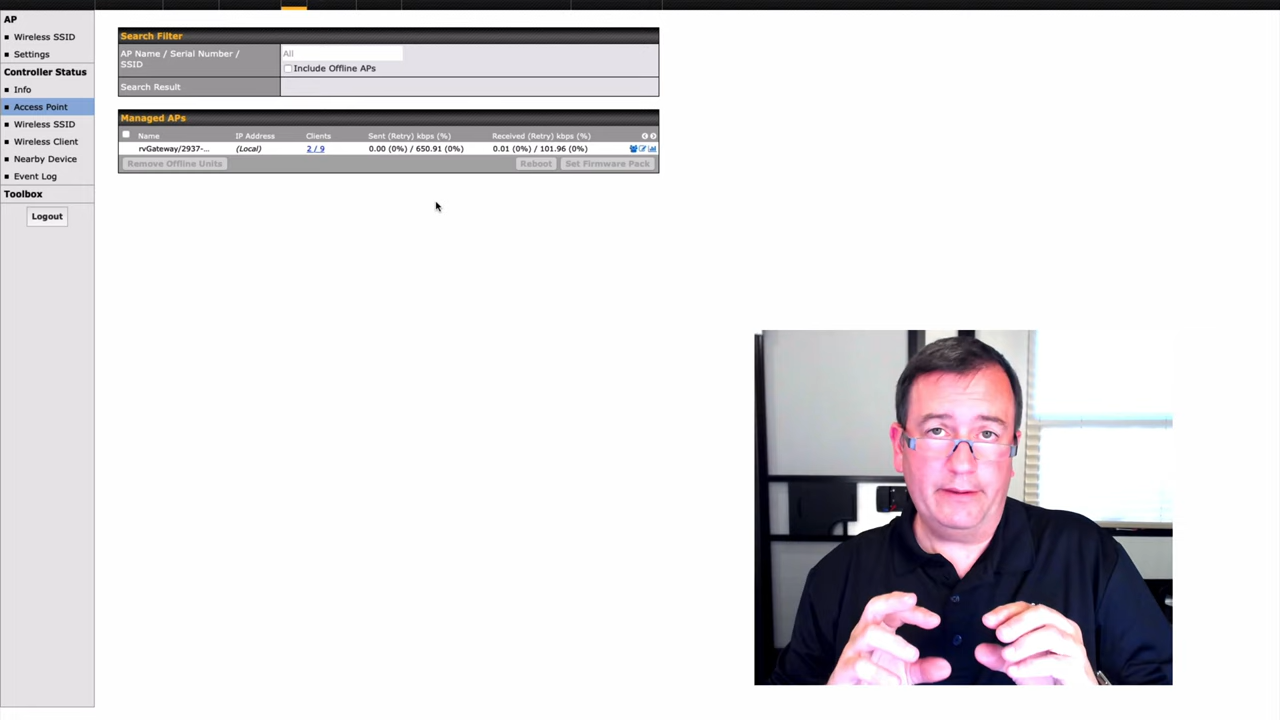 AP
Wireless SSID
Settings
Controller Status
Info
Access Point
Wireless SSID
Wireless Client
Nearby Device
Event Log
Toolbox
Logout
Search Filter
AP Name / Serial Number /
SSID
All
Include Offline APs
Search Result
Managed APs
Name IP Address Clients Sent (Retry) kbps (%) Received (Retry) kbps (%)
rvGateway/2937-... (Local) 2 / 9 0.00 (0%) / 650.91 (0%) 0.01 (0%) / 101.96 (0%)
Remove Offline Units Reboot Set Firmware Pack